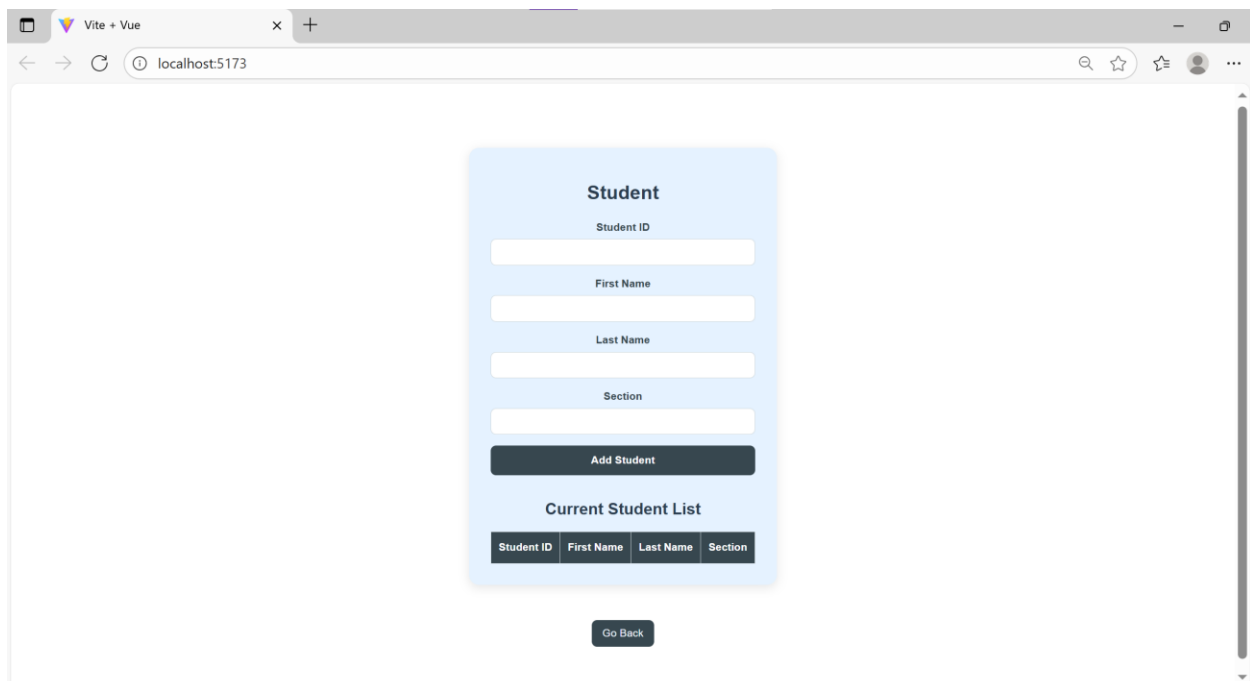 Vite + Vue
localhost:5173
Student
Student ID
First Name
Last Name
Section
Add Student
Current Student List
Student ID First Name Last Name Section
Go Back